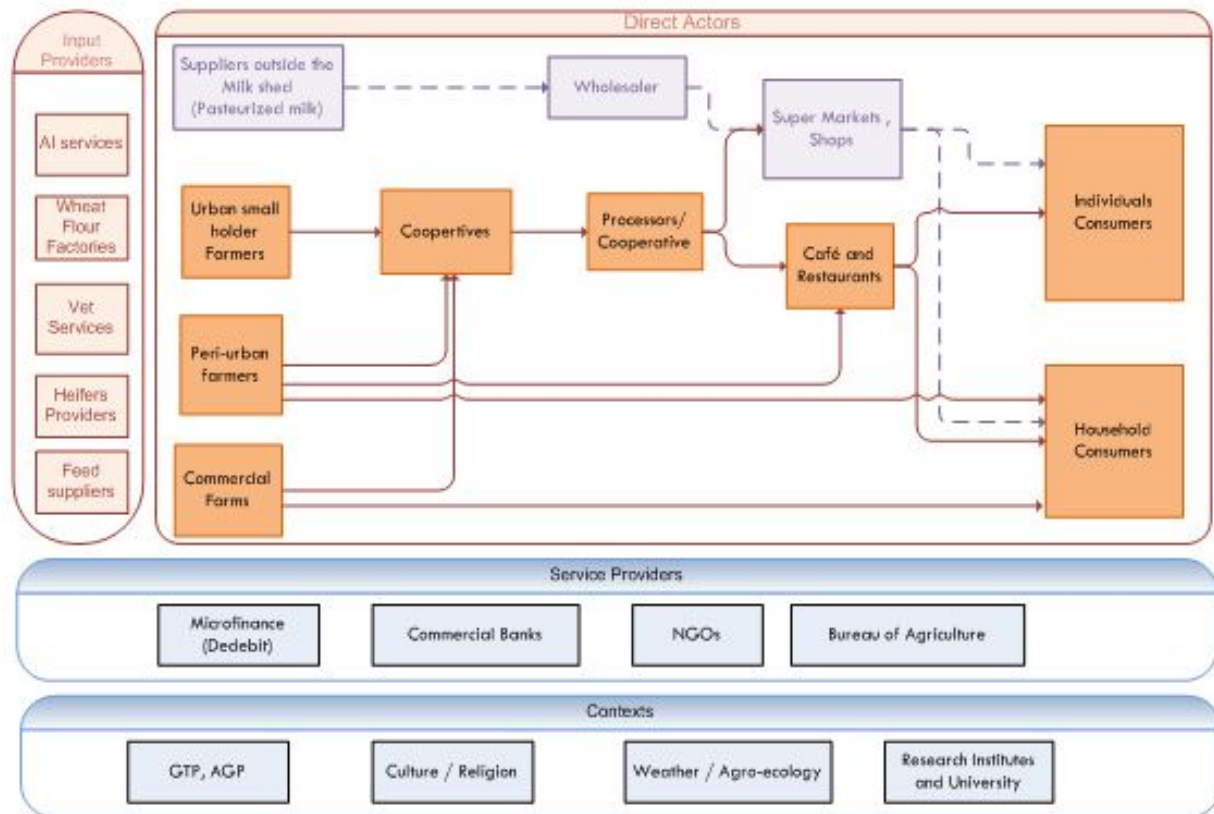 Input
Providers
AI services
Wheat
Flour
Factories
Vet
Services
Heifers
Providers
Feed
suppliers
Direct Actors
Suppliers outside the
Milk shed
(Pasteurized milk)
Wholesaler
Super Markets ,
Shops
Individuals
Consumers
Urban small
holder
Farmers
Coopertives
Processors/
Cooperative
Café and
Restaurants
Peri-urban
farmers
Household
Consumers
Commercial
Farms
Service Providers
Microfinance
(Dedebit)
Commercial Banks
NGOs
Bureau of Agriculture
Contexts
GTP, AGP
Culture / Religion
Weather / Agro-ecology
Research Institutes
and University